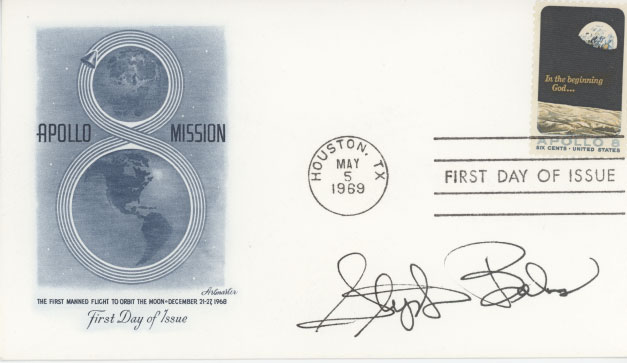 APOLLO MISSION
Artmaster
THE FIRST MANNED FLIGHT TO ORBIT THE MOON•DECEMBER 21-27, 1968
First Day of Issue
HOUSTON, TX
MAY
5
1969
In the beginning
God...
APOLLO 8
SIX CENTS • UNITED STATES
FIRST DAY OF ISSUE